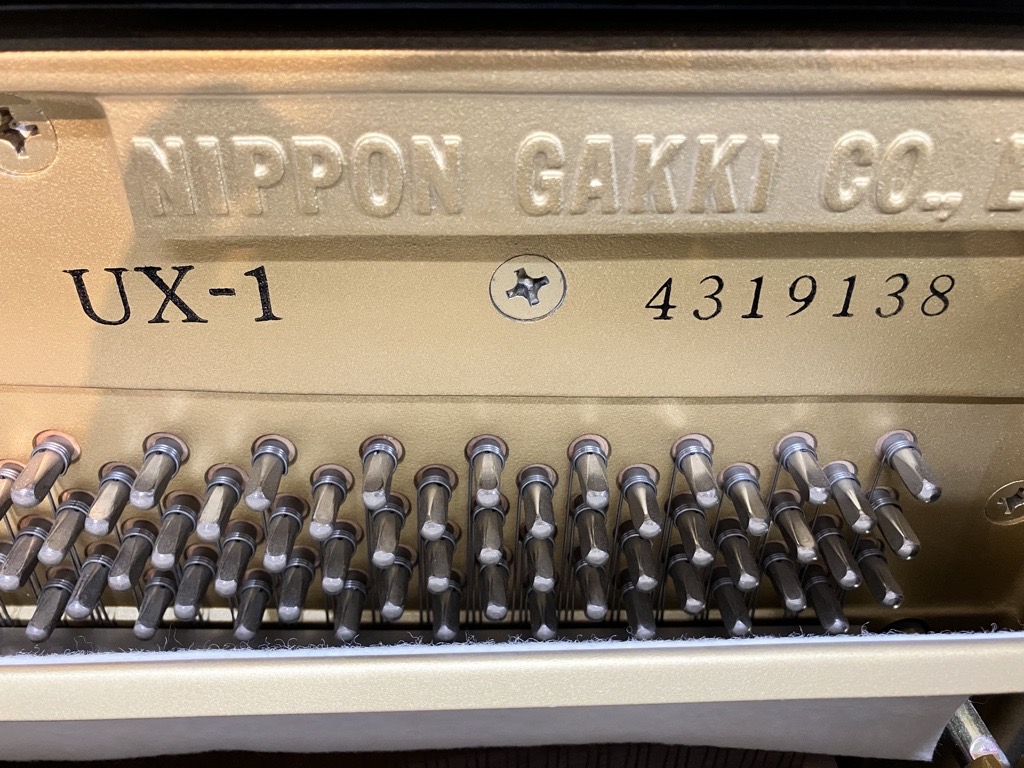 NIPPON GAKKI CO.,
UX-1 4319138